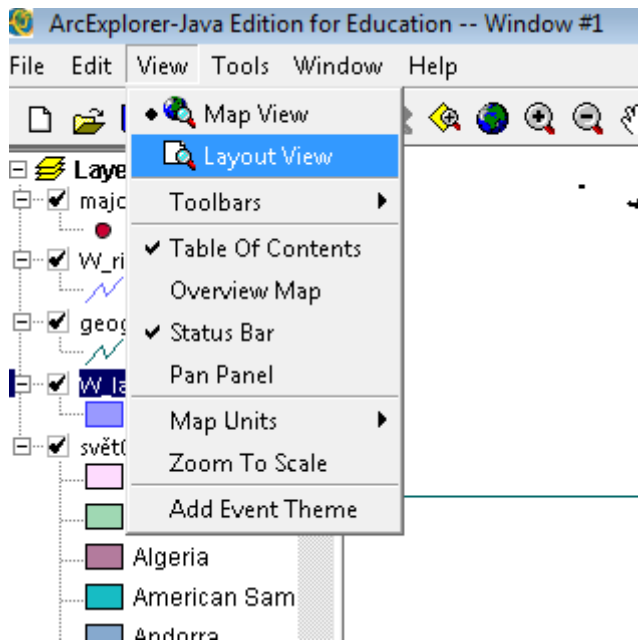 ArcExplorer-Java Edition for Education -- Window #1
File Edit View Tools Window Help
Map View
Layout View
Toolbars
Table Of Contents
Overview Map
Status Bar
Pan Panel
Map Units
Zoom To Scale
Add Event Theme
Laye
majc
W_ri
geog
W_la
svět
Algeria
American Sam
Andorra